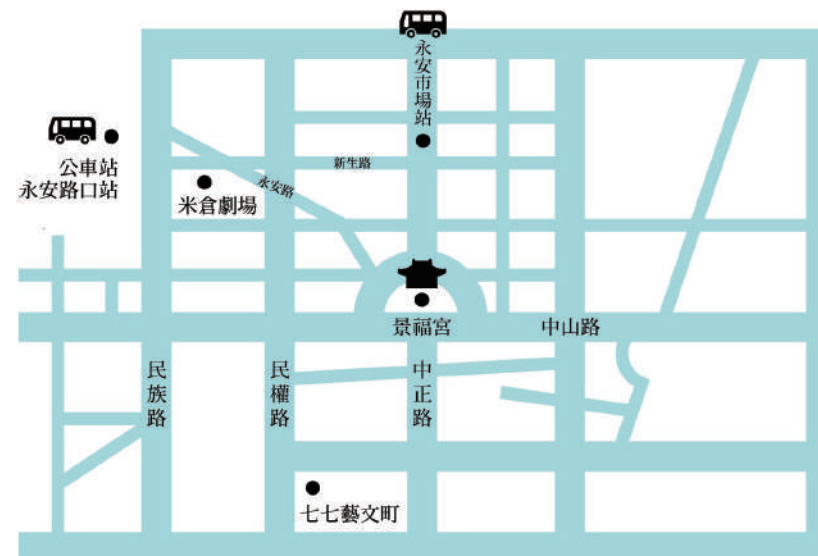 永安市場站
公車站
永安路口站
新生路
永安路
米倉劇場
景福宮
中山路
民族路
民權路
中正路
七七藝文町